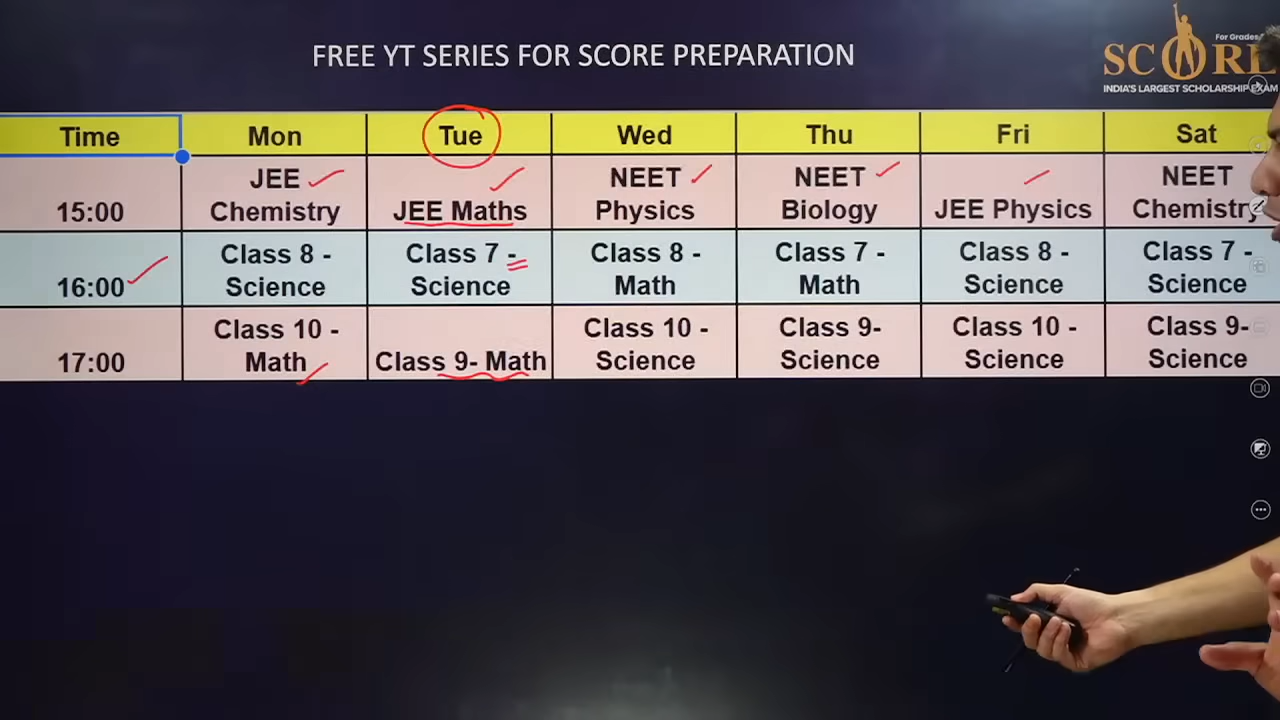 FREE YT SERIES FOR SCORE PREPARATION
For Grades
SCORE
INDIA'S LARGEST SCHOLARSHIP EXAM
Time Mon Tue Wed Thu Fri Sat
15:00 JEE Chemistry JEE Maths NEET Physics NEET Biology JEE Physics NEET Chemistry
16:00 Class 8 - Science Class 7 - Science Class 8 - Math Class 7 - Math Class 8 - Science Class 7 - Science
17:00 Class 10 - Math Class 9- Math Class 10 - Science Class 9- Science Class 10 - Science Class 9- Science